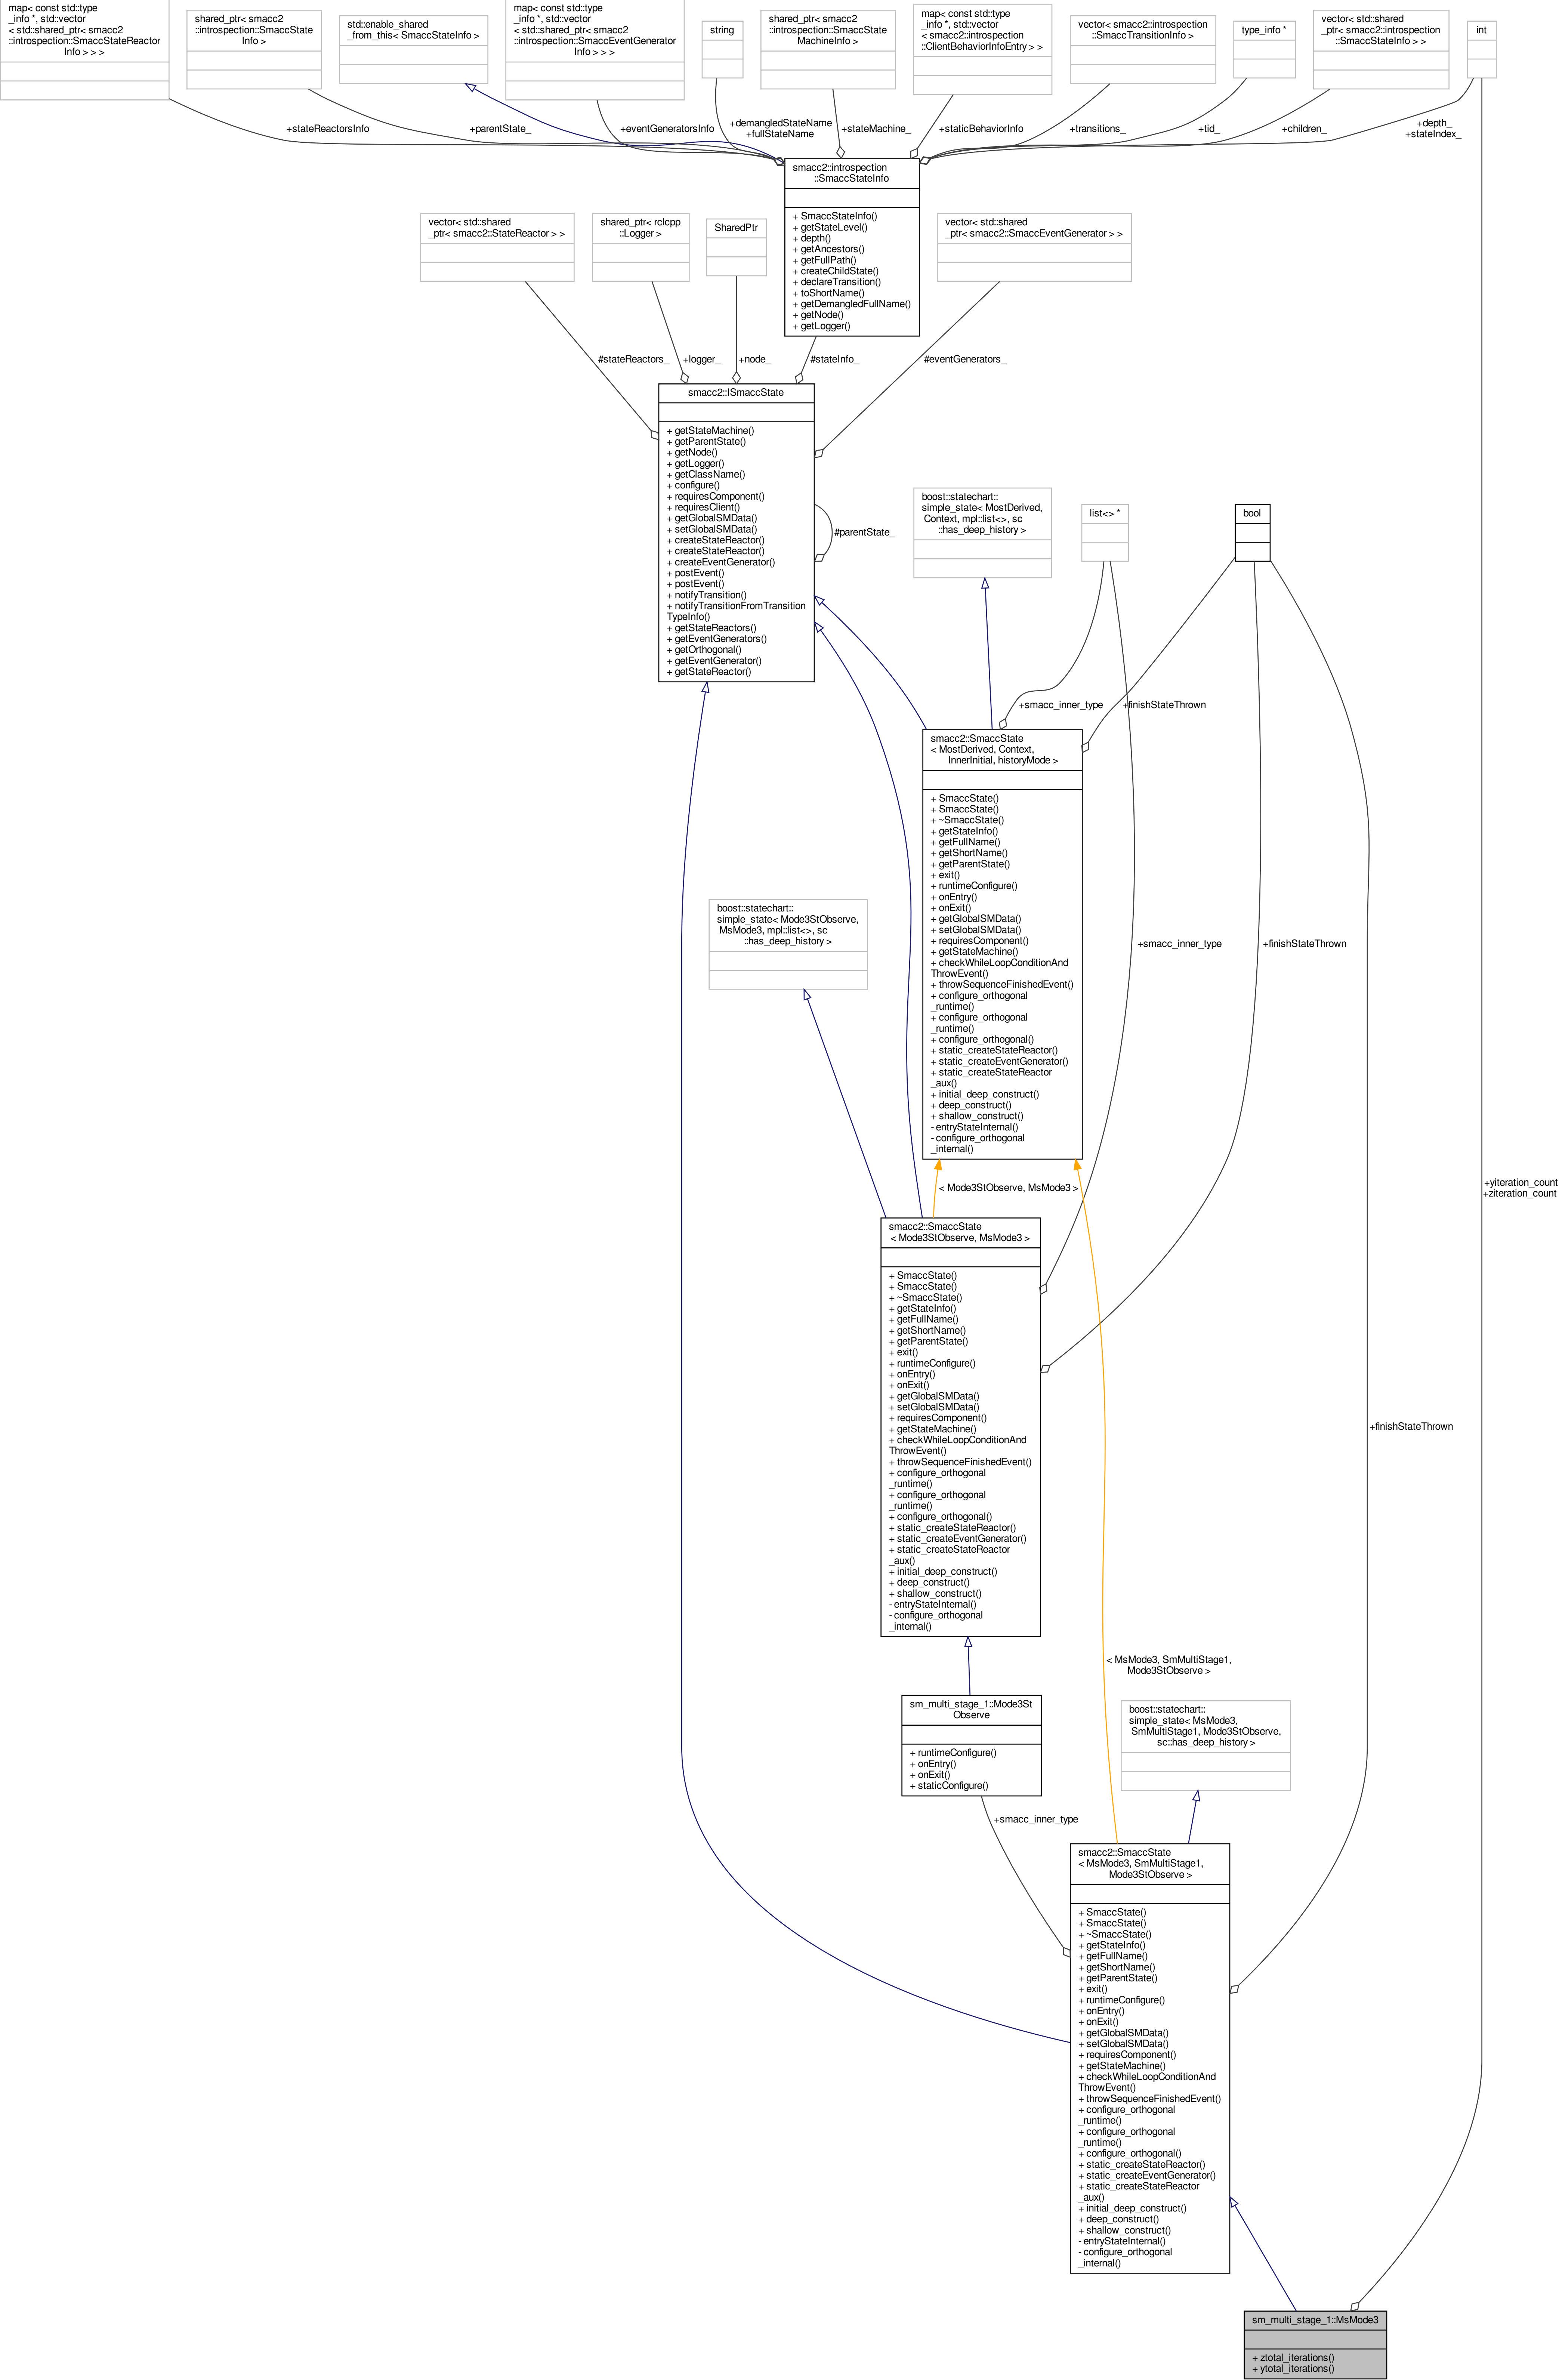 map< const std::type
_info *, std::vector
< std::shared_ptr< smacc2
::introspection::SmaccStateReactor
Info > > >
shared_ptr< smacc2
::introspection::SmaccState
Info >
std::enable_shared
_from_this< SmaccStateInfo >
map< const std::type
_info *, std::vector
< std::shared_ptr< smacc2
::introspection::SmaccEventGenerator
Info > > >
string
shared_ptr< smacc2
::introspection::SmaccState
MachineInfo >
map< const std::type
_info *, std::vector
< smacc2::introspection
::ClientBehaviorInfoEntry > >
vector< smacc2::introspection
::SmaccTransitionInfo >
type_info *
vector< std::shared
_ptr< smacc2::introspection
::SmaccStateInfo > >
int
+stateReactorsInfo
+parentState_
+eventGeneratorsInfo
+demangledStateName
+fullStateName
+stateMachine_
+staticBehaviorInfo
+transitions_
+tid_
+children_
+depth_
+stateIndex_
smacc2::introspection
::SmaccStateInfo
+ SmaccStateInfo()
+ getStateLevel()
+ depth()
+ getAncestors()
+ getFullPath()
+ createChildState()
+ declareTransition()
+ toShortName()
+ getDemangledFullName()
+ getNode()
+ getLogger()
vector< std::shared
_ptr< smacc2::StateReactor > >
shared_ptr< rclcpp
::Logger >
SharedPtr
vector< std::shared
_ptr< smacc2::SmaccEventGenerator > >
#stateReactors_
+logger_
+node_
#stateInfo_
#eventGenerators_
smacc2::ISmaccState
+ getStateMachine()
+ getParentState()
+ getNode()
+ getLogger()
+ getClassName()
+ configure()
+ requiresComponent()
+ requiresClient()
+ getGlobalSMData()
+ setGlobalSMData()
+ createStateReactor()
+ createStateReactor()
+ createEventGenerator()
+ postEvent()
+ postEvent()
+ notifyTransition()
+ notifyTransitionFromTransition
TypeInfo()
+ getStateReactors()
+ getEventGenerators()
+ getOrthogonal()
+ getEventGenerator()
+ getStateReactor()
#parentState_
boost::statechart::
simple_state< MostDerived,
Context, mpl::list<>, sc
::has_deep_history >
list<> *
bool
+smacc_inner_type
+finishStateThrown
smacc2::SmaccState
< MostDerived, Context,
InnerInitial, historyMode >
+ SmaccState()
+ SmaccState()
+ ~SmaccState()
+ getStateInfo()
+ getFullName()
+ getShortName()
+ getParentState()
+ exit()
+ runtimeConfigure()
+ onEntry()
+ onExit()
+ getGlobalSMData()
+ setGlobalSMData()
+ requiresComponent()
+ getStateMachine()
+ checkWhileLoopConditionAnd
ThrowEvent()
+ throwSequenceFinishedEvent()
+ configure_orthogonal
_runtime()
+ configure_orthogonal
_runtime()
+ configure_orthogonal()
+ static_createStateReactor()
+ static_createEventGenerator()
+ static_createStateReactor
_aux()
+ initial_deep_construct()
+ deep_construct()
+ shallow_construct()
- entryStateInternal()
- configure_orthogonal
_internal()
boost::statechart::
simple_state< Mode3StObserve,
MsMode3, mpl::list<>, sc
::has_deep_history >
+smacc_inner_type
+finishStateThrown
< Mode3StObserve, MsMode3 >
+yiteration_count
+ziteration_count
smacc2::SmaccState
< Mode3StObserve, MsMode3 >
+ SmaccState()
+ SmaccState()
+ ~SmaccState()
+ getStateInfo()
+ getFullName()
+ getShortName()
+ getParentState()
+ exit()
+ runtimeConfigure()
+ onEntry()
+ onExit()
+ getGlobalSMData()
+ setGlobalSMData()
+ requiresComponent()
+ getStateMachine()
+ checkWhileLoopConditionAnd
ThrowEvent()
+ throwSequenceFinishedEvent()
+ configure_orthogonal
_runtime()
+ configure_orthogonal
_runtime()
+ configure_orthogonal()
+ static_createStateReactor()
+ static_createEventGenerator()
+ static_createStateReactor
_aux()
+ initial_deep_construct()
+ deep_construct()
+ shallow_construct()
- entryStateInternal()
- configure_orthogonal
_internal()
+finishStateThrown
< MsMode3, SmMultiStage1,
Mode3StObserve >
sm_multi_stage_1::Mode3St
Observe
+ runtimeConfigure()
+ onEntry()
+ onExit()
+ staticConfigure()
boost::statechart::
simple_state< MsMode3,
SmMultiStage1, Mode3StObserve,
sc::has_deep_history >
+smacc_inner_type
smacc2::SmaccState
< MsMode3, SmMultiStage1,
Mode3StObserve >
+ SmaccState()
+ SmaccState()
+ ~SmaccState()
+ getStateInfo()
+ getFullName()
+ getShortName()
+ getParentState()
+ exit()
+ runtimeConfigure()
+ onEntry()
+ onExit()
+ getGlobalSMData()
+ setGlobalSMData()
+ requiresComponent()
+ getStateMachine()
+ checkWhileLoopConditionAnd
ThrowEvent()
+ throwSequenceFinishedEvent()
+ configure_orthogonal
_runtime()
+ configure_orthogonal
_runtime()
+ configure_orthogonal()
+ static_createStateReactor()
+ static_createEventGenerator()
+ static_createStateReactor
_aux()
+ initial_deep_construct()
+ deep_construct()
+ shallow_construct()
- entryStateInternal()
- configure_orthogonal
_internal()
sm_multi_stage_1::MsMode3
+ ztotal_iterations()
+ ytotal_iterations()